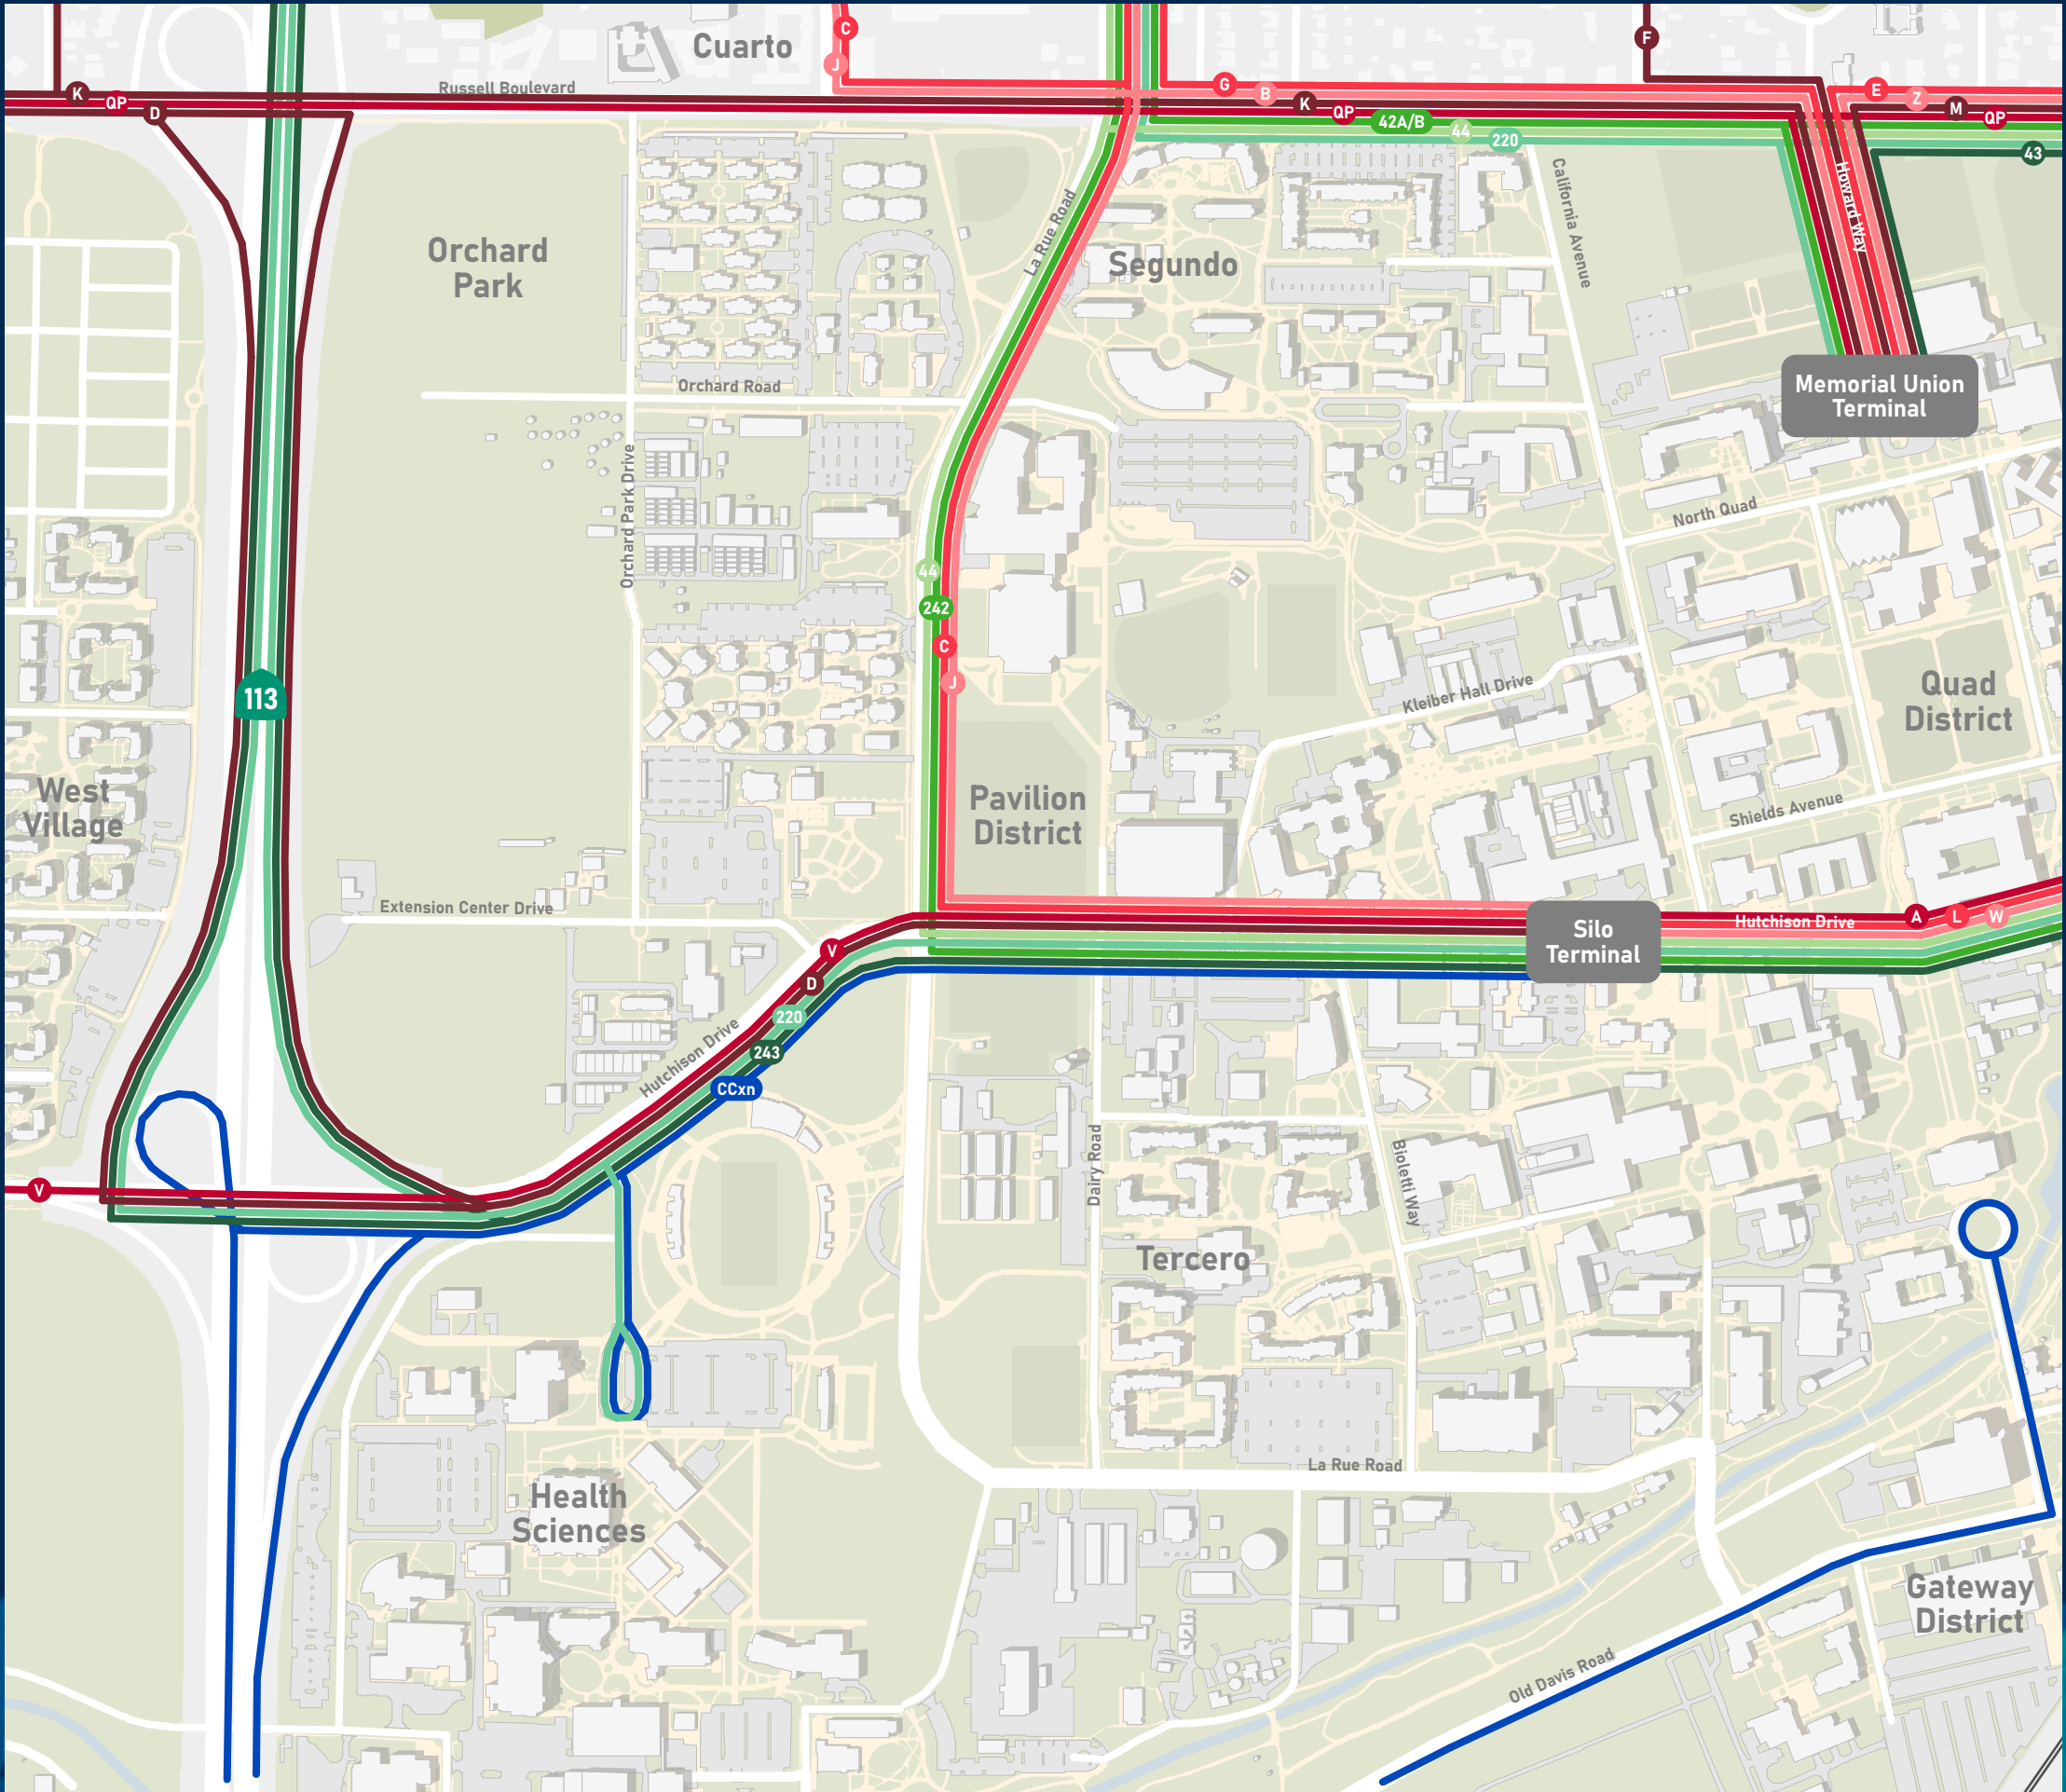 C
Cuarto
F
J
Russell Boulevard
K
QP
D
G
B
K
QP
42A/B
44
220
E
Z
M
QP
43
Howard Way
California Avenue
La Rue Road
Orchard
Park
Segundo
Orchard Road
Memorial Union
Terminal
Orchard Park Drive
North Quad
44
242
C
J
113
Kleiber Hall Drive
Quad
District
West
Village
Pavilion
District
Shields Avenue
Extension Center Drive
V
D
220
243
CCxn
Hutchison Drive
Silo
Terminal
Hutchison Drive
A
L
W
V
Dairy Road
Bioletti Way
Tercero
La Rue Road
Health
Sciences
Gateway
District
Old Davis Road